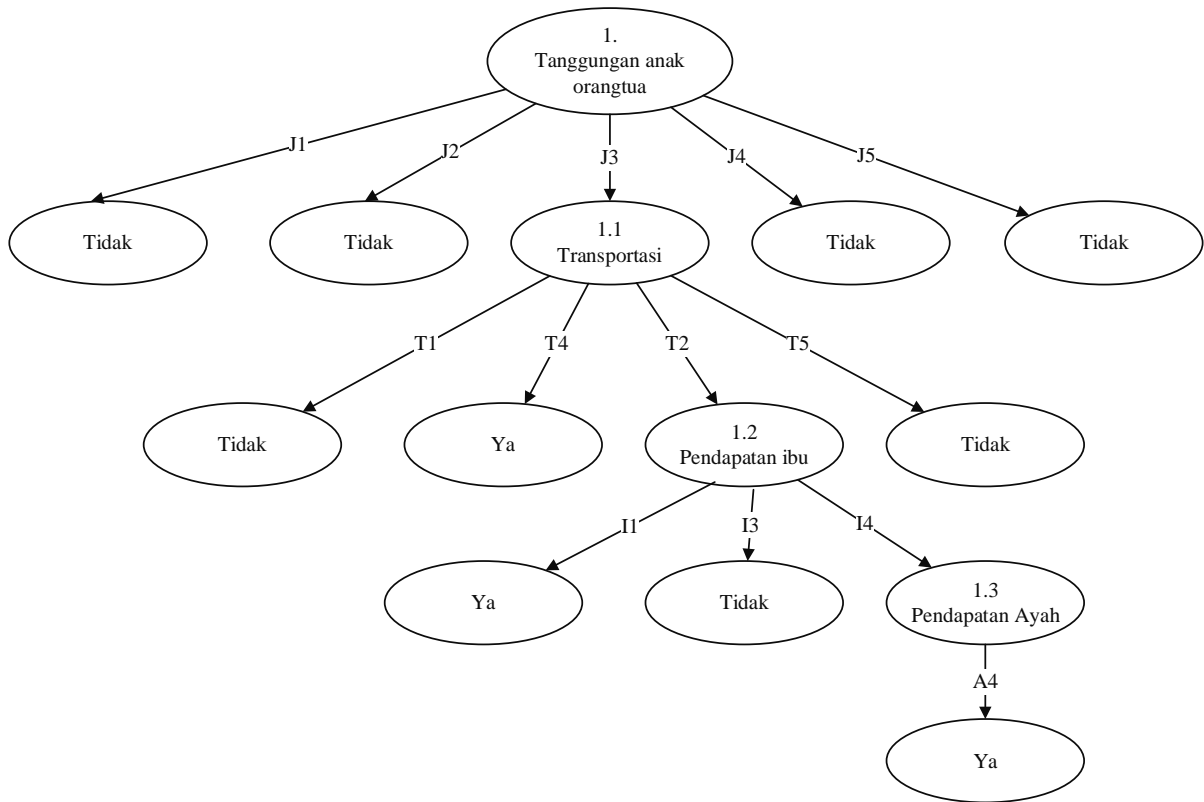 1.
Tanggungan anak
orangtua
J1
J2
J3
J4
J5
Tidak
Tidak
1.1
Transportasi
Tidak
Tidak
T1
T4
T2
T5
Tidak
Ya
1.2
Pendapatan ibu
Tidak
I1
I3
I4
Ya
Tidak
1.3
Pendapatan Ayah
A4
Ya